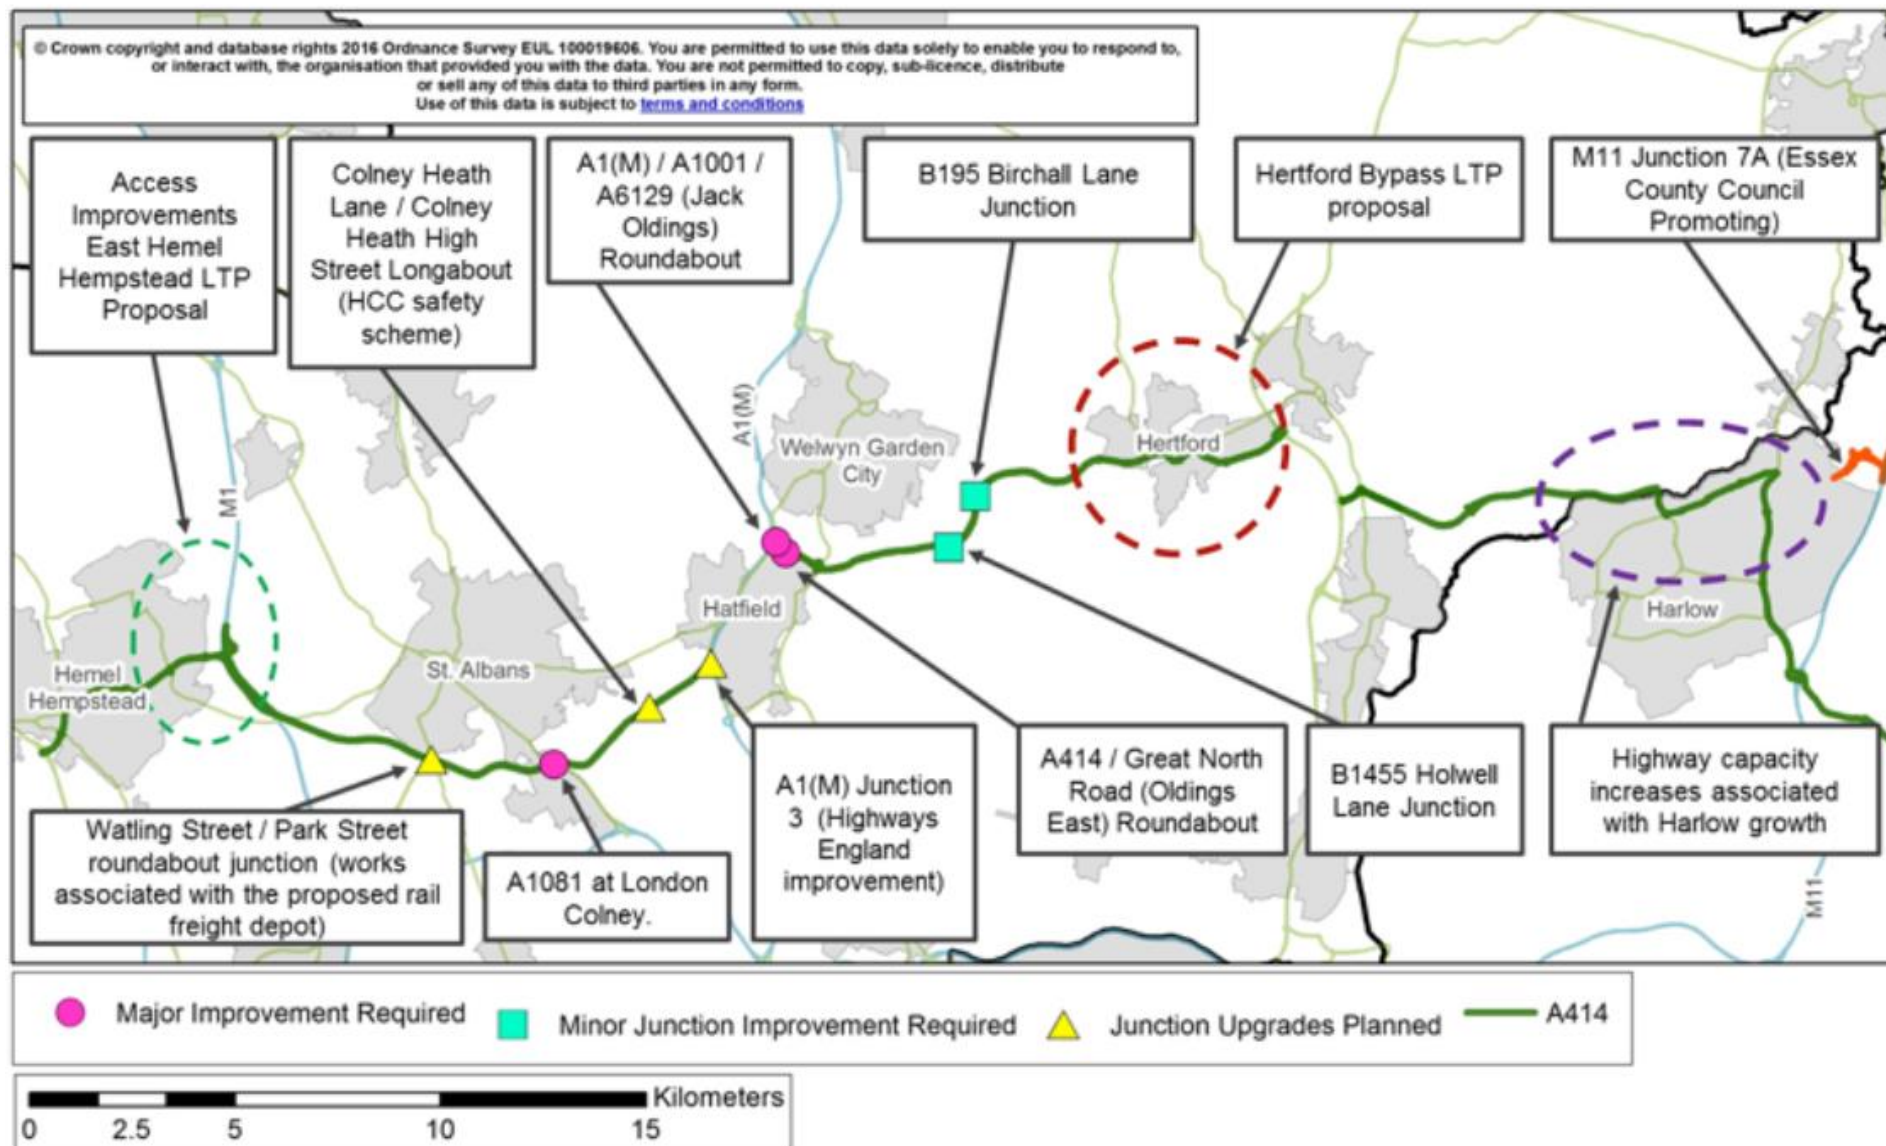 © Crown copyright and database rights 2016 Ordnance Survey EUL 100019606. You are permitted to use this data solely to enable you to respond to,
or interact with, the organisation that provided you with the data. You are not permitted to copy, sub-licence, distribute
or sell any of this data to third parties in any form.
Use of this data is subject to terms and conditions
Access
Improvements
East Hemel
Hempstead LTP
Proposal
Colney Heath
Lane / Colney
Heath High
Street Longabout
(HCC safety
scheme)
A1(M) / A1001 /
A6129 (Jack
Oldings)
Roundabout
B195 Birchall Lane
Junction
Hertford Bypass LTP
proposal
M11 Junction 7A (Essex
County Council
Promoting)
A1(M)
Welwyn Garden
City
Hertford
M1
Hatfield
Harlow
Hemel
Hempstead
St. Albans
Watling Street / Park Street
roundabout junction (works
associated with the proposed rail
freight depot)
A1081 at London
Colney.
A1(M) Junction
3 (Highways
England
improvement)
A414 / Great North
Road (Oldings
East) Roundabout
B1455 Holwell
Lane Junction
Highway capacity
increases associated
with Harlow growth
M11
Major Improvement Required
Minor Junction Improvement Required
Junction Upgrades Planned
A414
Kilometers
0 2.5 5 10 15